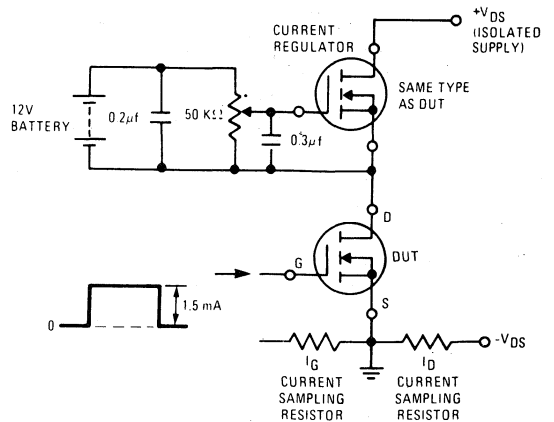 +VDS
(ISOLATED
SUPPLY)
CURRENT
REGULATOR
SAME TYPE
AS DUT
12V
BATTERY
0.2µf
50 KΩ
0.3µf
D
G
DUT
1.5 mA
0
S
-VDS
IG
CURRENT
SAMPLING
RESISTOR
ID
CURRENT
SAMPLING
RESISTOR